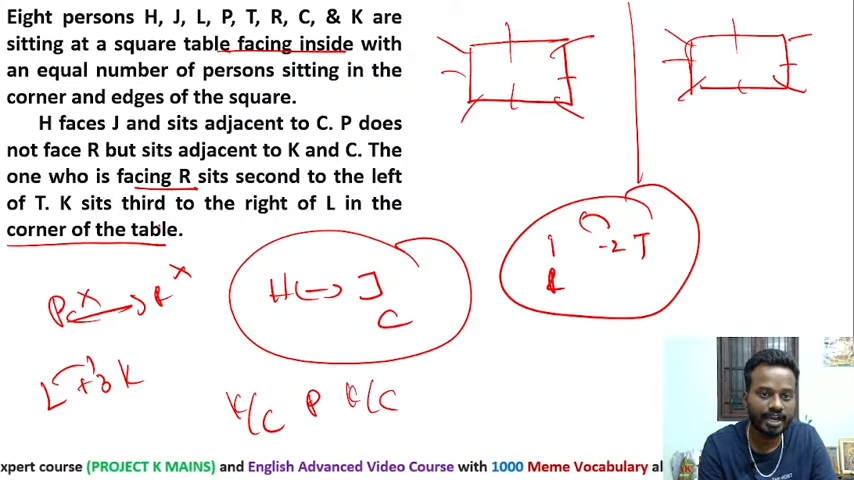 Eight persons H, J, L, P, T, R, C, & K are
sitting at a square table facing inside with
an equal number of persons sitting in the
corner and edges of the square.
H faces J and sits adjacent to C. P does
not face R but sits adjacent to K and C. The
one who is facing R sits second to the left
of T. K sits third to the right of L in the
corner of the table.
H ↔ J
C
-2 T
R
P ↔ R
L +3 K
K/C P K/C
expert course (PROJECT K MAINS) and English Advanced Video Course with 1000 Meme Vocabulary al